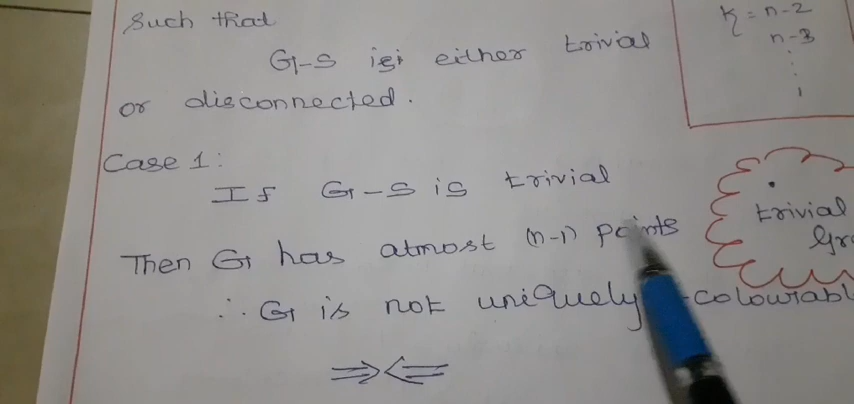 Such that
G-S is either trivial
or disconnected.
Case 1:
If G-S is trivial
Then G has atmost (n-1) points
∴ G is not uniquely -colourabl
⇒⇐
K = n-2
n-3
⋮
1
trivial
Gra